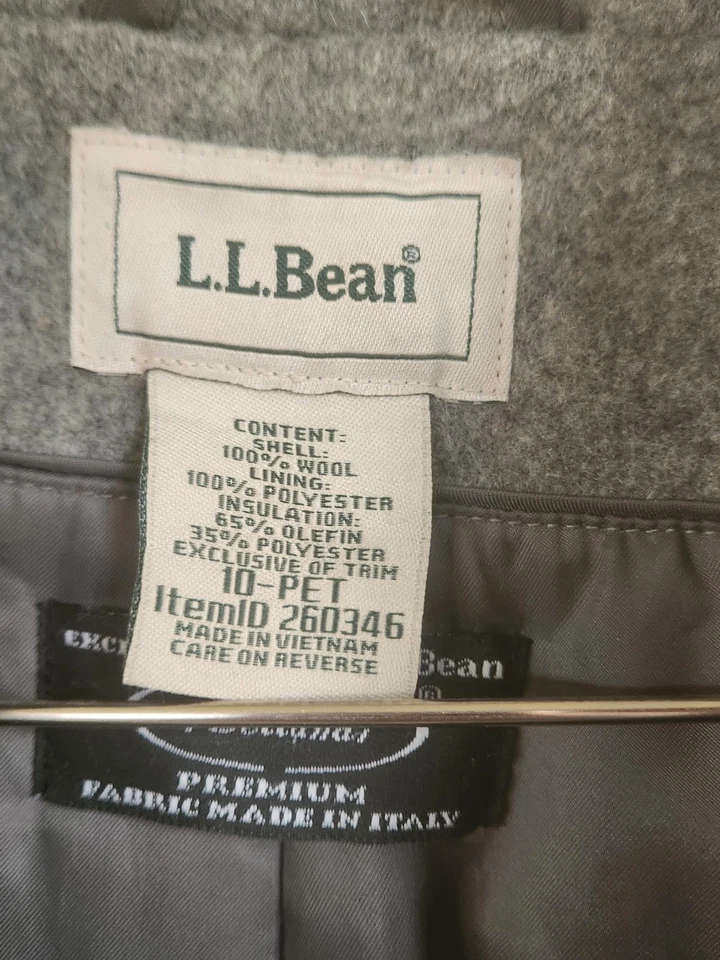 L.L.Bean®
CONTENT:
SHELL:
100% WOOL
LINING:
100% POLYESTER
INSULATION:
65% OLEFIN
35% POLYESTER
EXCLUSIVE OF TRIM
10-PET
ItemID 260346
MADE IN VIETNAM
CARE ON REVERSE
Bean
®
PREMIUM
FABRIC MADE IN ITALY